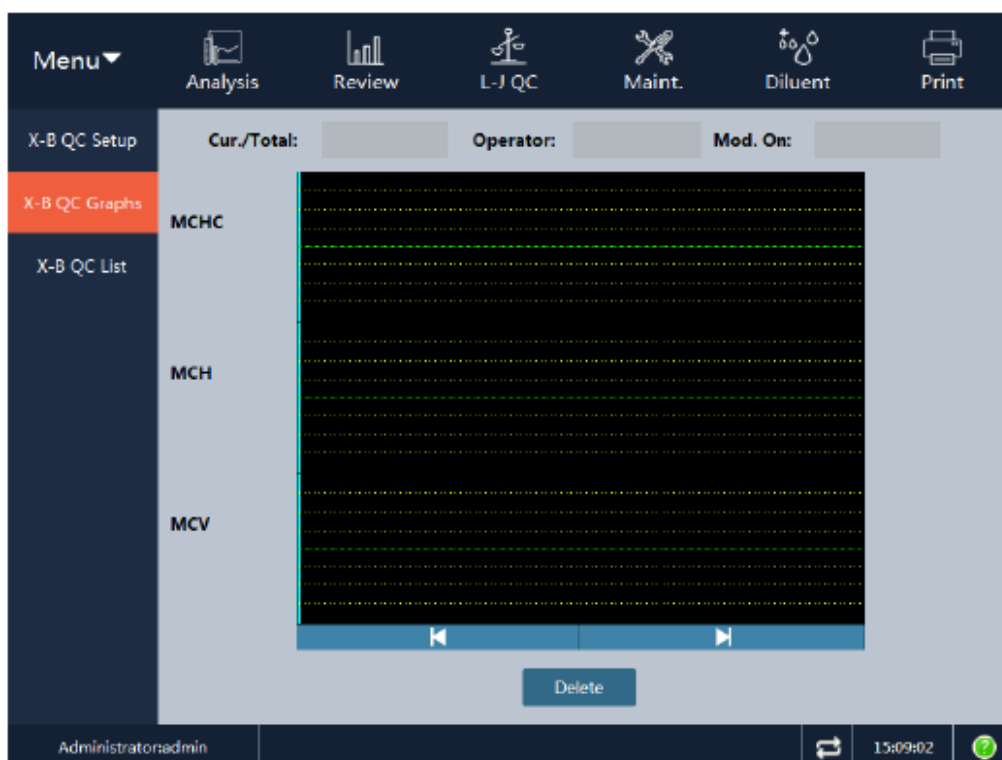 Menu▼
Analysis
Review
L-J QC
Maint.
Diluent
Print
X-B QC Setup
Cur./Total:
Operator:
Mod. On:
X-B QC Graphs
MCHC
X-B QC List
MCH
MCV
Delete
Administrator:admin
15:09:02
?